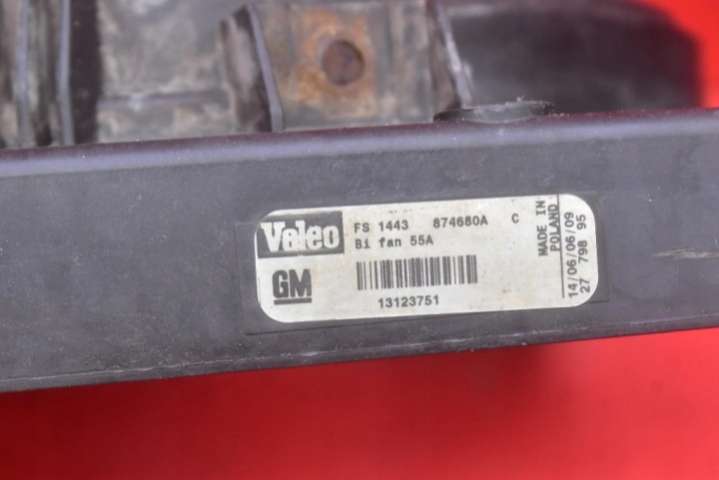 Valeo
FS 1443 874680A C
Bi fan 55A
GM
13123751
MADE IN
POLAND
14/06/06/09
27 798 95